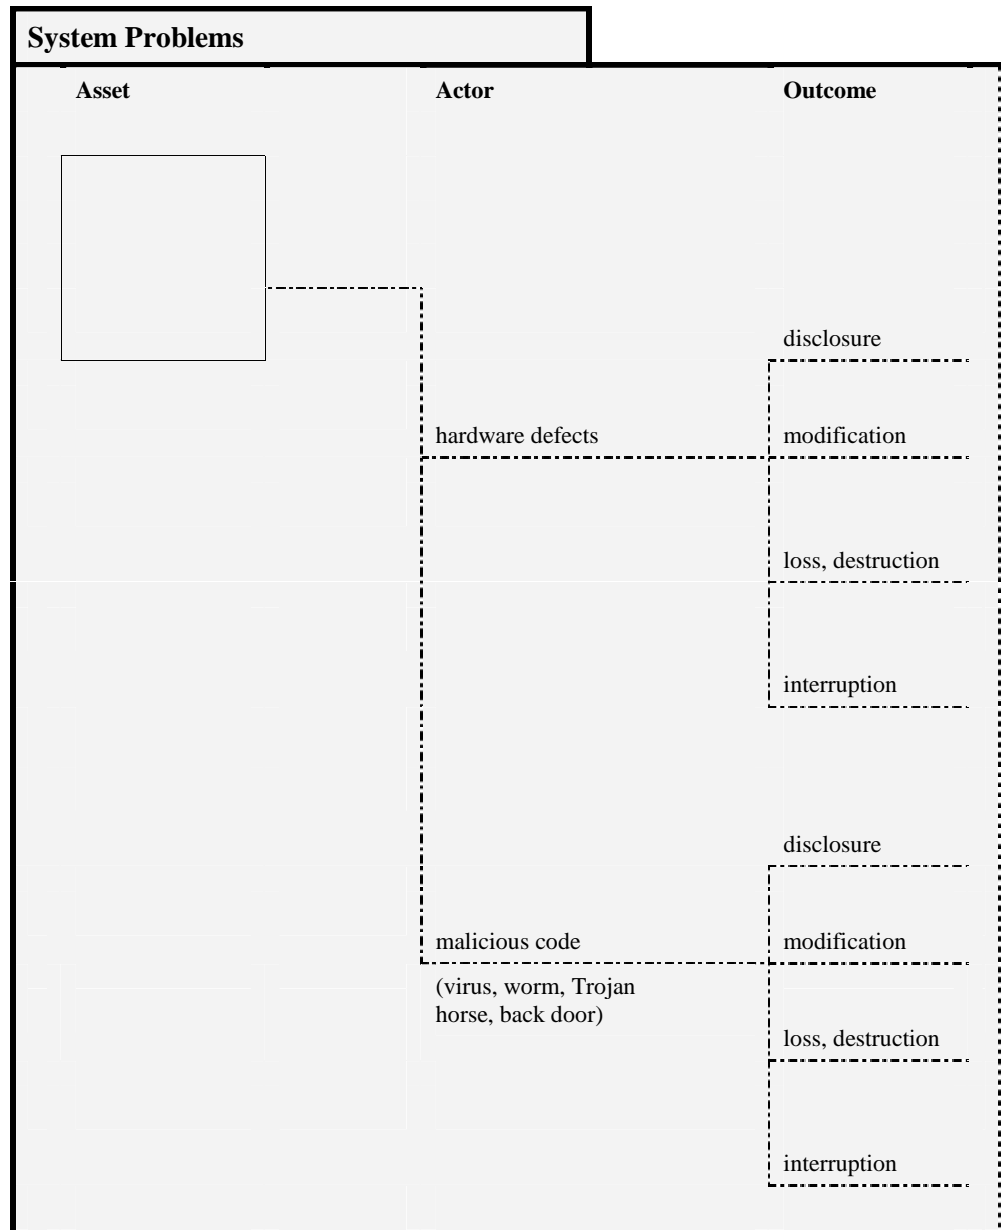 System Problems
Asset Actor Outcome
disclosure
hardware defects modification
loss, destruction
interruption
disclosure
malicious code modification
(virus, worm, Trojan
horse, back door)
loss, destruction
interruption